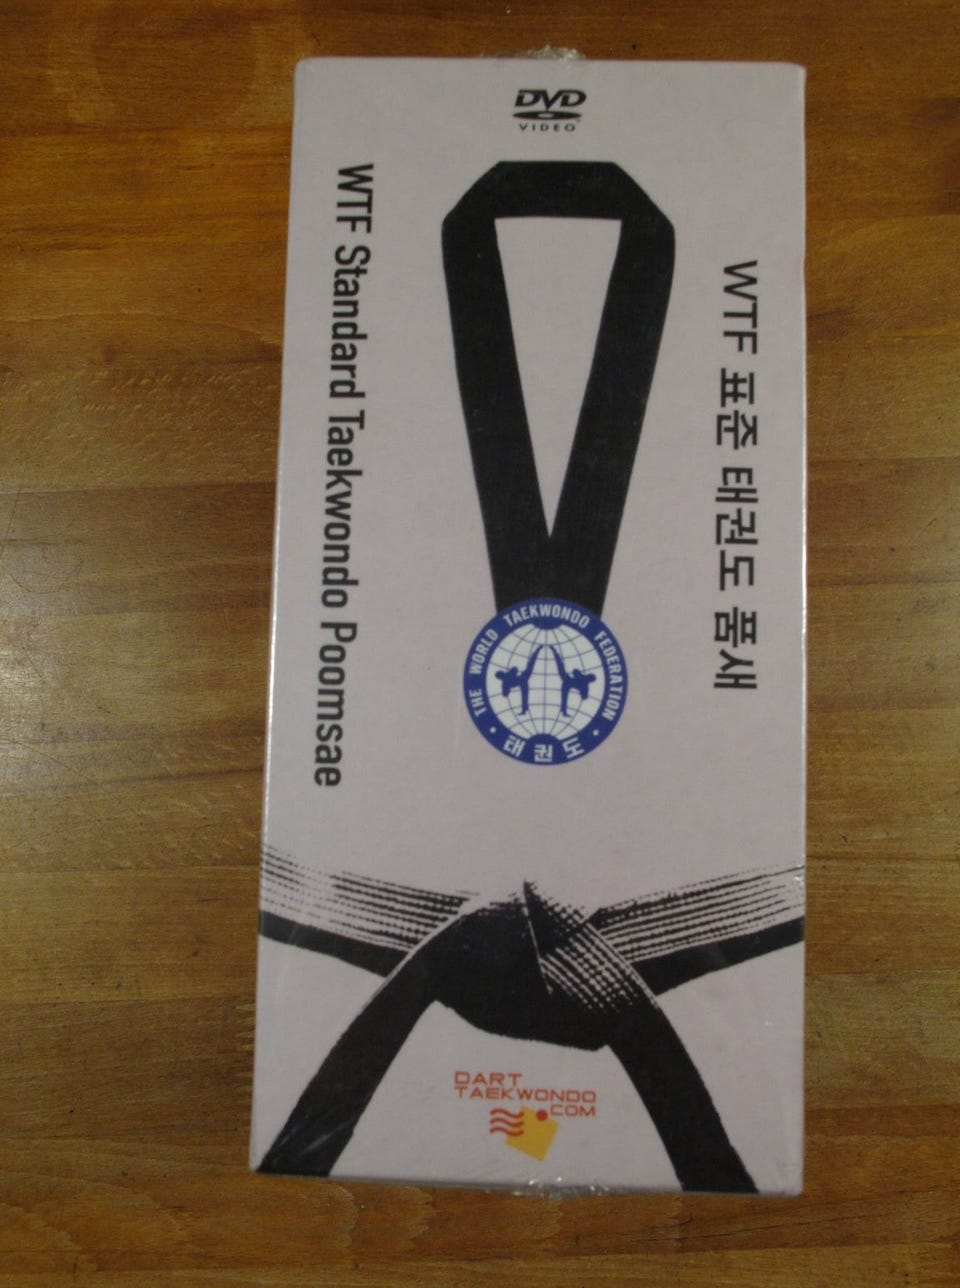 DVD
VIDEO
WTF Standard Taekwondo Poomsae
WTF 표준 태권도 품새
THE WORLD TAEKWONDO FEDERATION
태권도
DART
TAEKWONDO
.COM